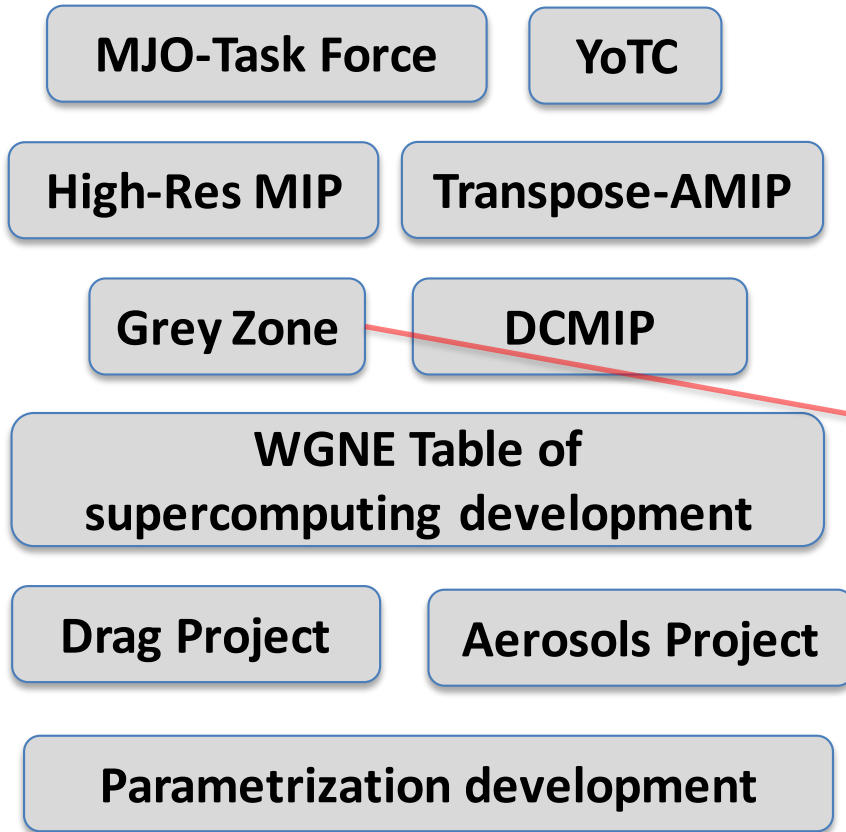 MJO-Task Force
YoTC
High-Res MIP
Transpose-AMIP
Grey Zone
DCMIP
WGNE Table of
supercomputing development
Drag Project
Aerosols Project
Parametrization development